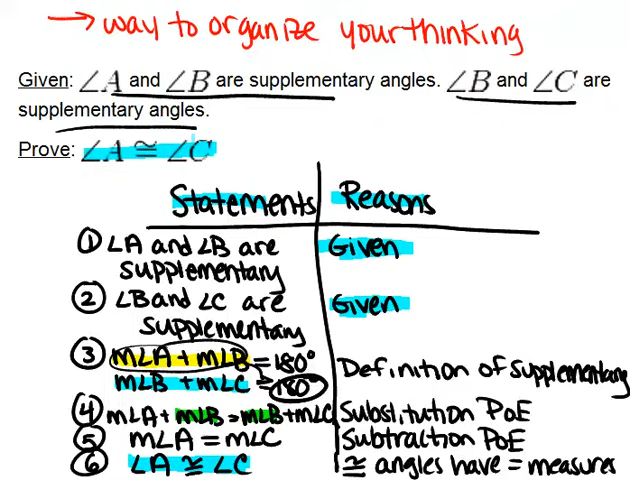 → way to organize your thinking
Given: ∠A and ∠B are supplementary angles. ∠B and ∠C are
supplementary angles.
Prove: ∠A ≅ ∠C
Statements Reasons
① ∠A and ∠B are Given
supplementary
② ∠B and ∠C are Given
supplementary
③ m∠A + m∠B = 180°
m∠B + m∠C = 180° Definition of supplementary
④ m∠A + m∠B = m∠B + m∠C Substitution PoE
⑤ m∠A = m∠C Subtraction PoE
⑥ ∠A ≅ ∠C ≅ angles have = measures